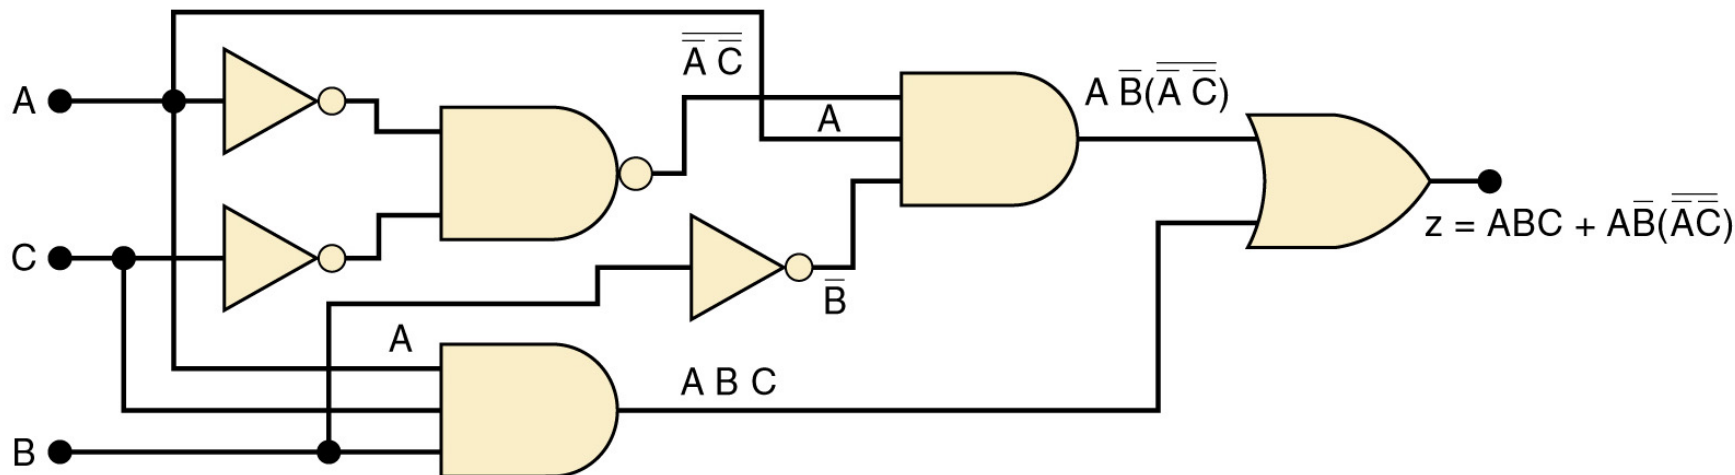 A̅̅ ̅C̅̅
A
A B̅(A̅̅ ̅C̅̅)
A
C
B̅
z = ABC + AB̅(A̅̅C̅̅)
A
A B C
B